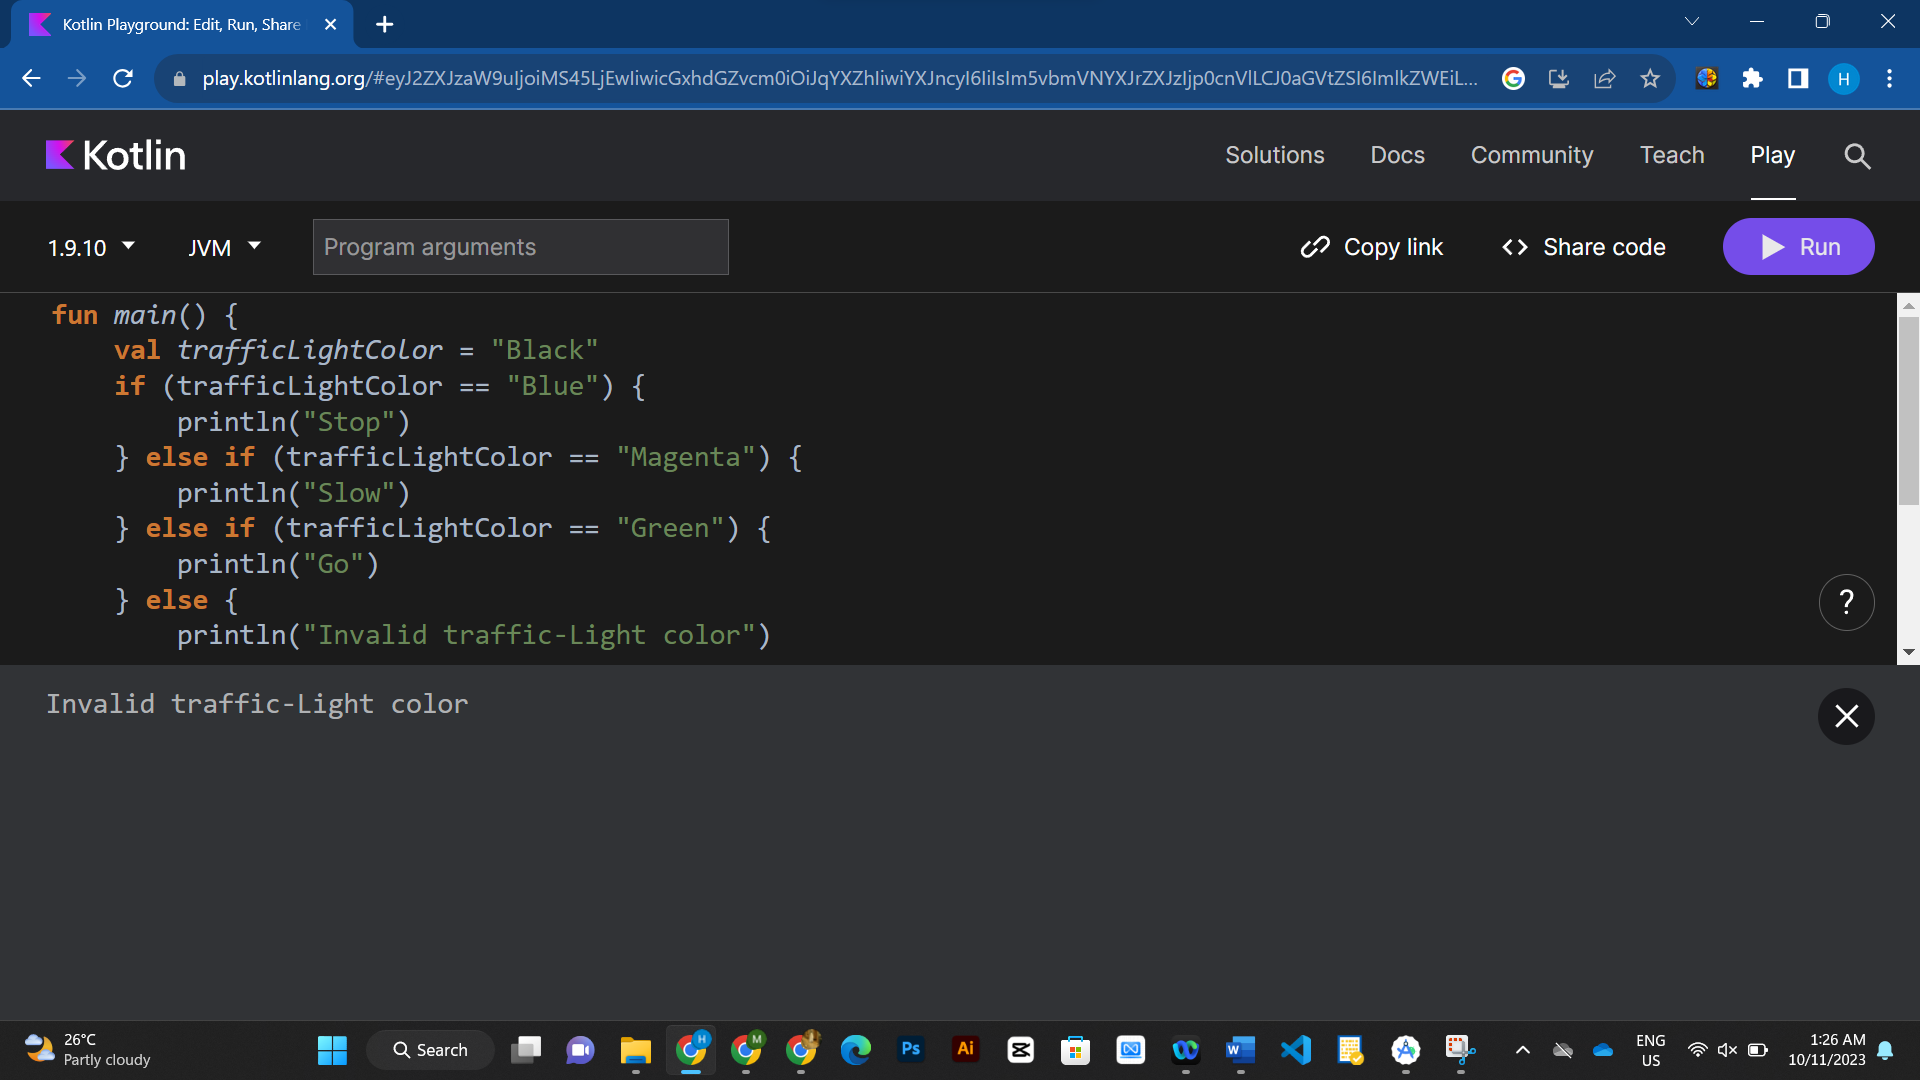 Kotlin Playground: Edit, Run, Share
play.kotlinlang.org/#eyJ2ZXJzaW9uIjoiMS45LjEwIiwicGxhdGZvcm0iOiJqYXZhIiwiYXJncyI6IiIsIm5vbmVNYXJrZXJzIjp0cnVlLCJ0aGVtZSI6ImlkZWEiL...
H
Kotlin
Solutions Docs Community Teach Play
1.9.10 JVM Program arguments Copy link Share code Run
fun main() {
    val trafficLightColor = "Black"
    if (trafficLightColor == "Blue") {
        println("Stop")
    } else if (trafficLightColor == "Magenta") {
        println("Slow")
    } else if (trafficLightColor == "Green") {
        println("Go")
    } else {
        println("Invalid traffic-Light color")
?
Invalid traffic-Light color
26°C
Partly cloudy
Search
H
M
Ps
Ai
W
ENG
US
1:26 AM
10/11/2023